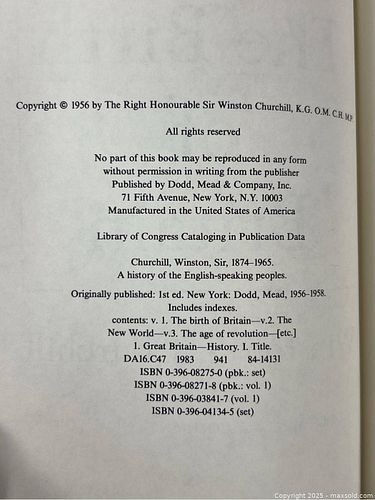 Copyright © 1956 by The Right Honourable Sir Winston Churchill, K.G. O.M. C.H. M.P.
All rights reserved
No part of this book may be reproduced in any form
without permission in writing from the publisher
Published by Dodd, Mead & Company, Inc.
71 Fifth Avenue, New York, N.Y. 10003
Manufactured in the United States of America
Library of Congress Cataloging in Publication Data
Churchill, Winston, Sir, 1874-1965.
A history of the English-speaking peoples.
Originally published: 1st ed. New York: Dodd, Mead, 1956-1958.
Includes indexes.
contents: v. 1. The birth of Britain—v.2. The
New World—v.3. The age of revolution—[etc.]
1. Great Britain—History. I. Title.
DA16.C47 1983 941 84-14131
ISBN 0-396-08275-0 (pbk.: set)
ISBN 0-396-08271-8 (pbk.: vol. 1)
ISBN 0-396-03841-7 (vol. 1)
ISBN 0-396-04134-5 (set)
Copyright 2025 - maxsold.com